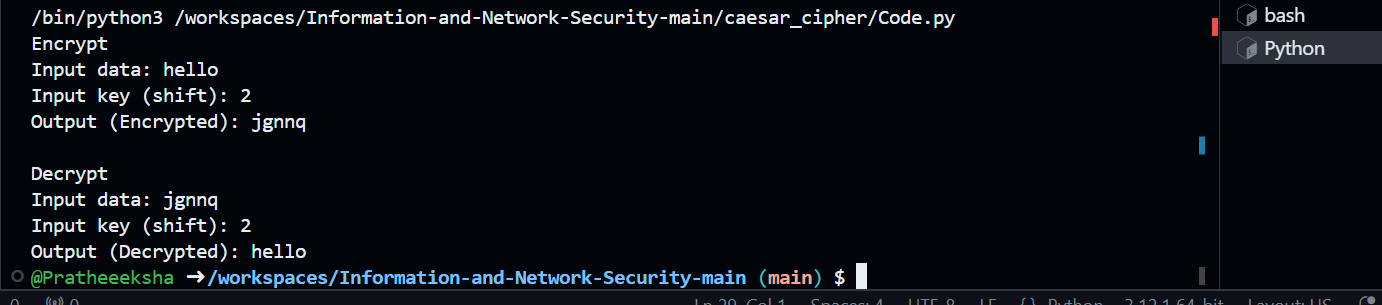 /bin/python3 /workspaces/Information-and-Network-Security-main/caesar_cipher/Code.py
Encrypt
Input data: hello
Input key (shift): 2
Output (Encrypted): jgnnq
Decrypt
Input data: jgnnq
Input key (shift): 2
Output (Decrypted): hello
@Pratheeeksha ➜/workspaces/Information-and-Network-Security-main (main) $
bash
Python
0 0 Ln 29, Col 1 Spaces: 4 UTF-8 LF {} Python 3.12.1 64-bit Layout: US